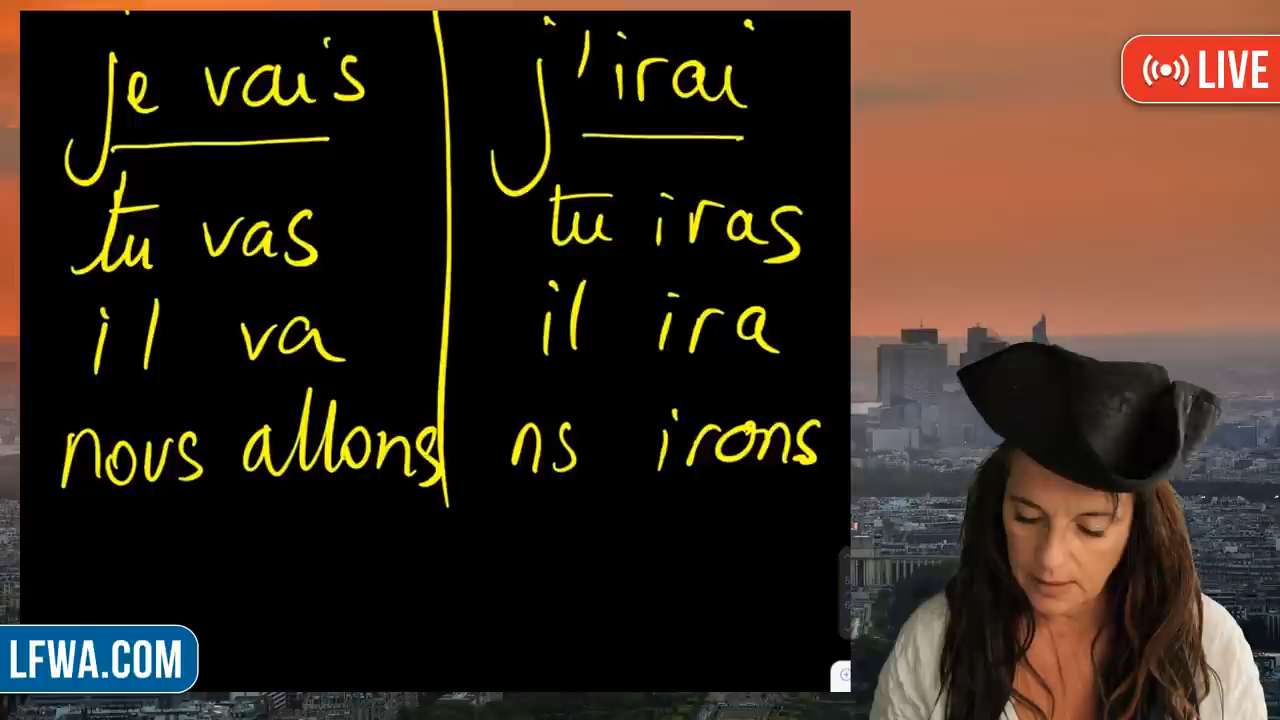 je vais
tu vas
il va
nous allons
j'irai
tu iras
il ira
ns irons
LIVE
LFWA.COM